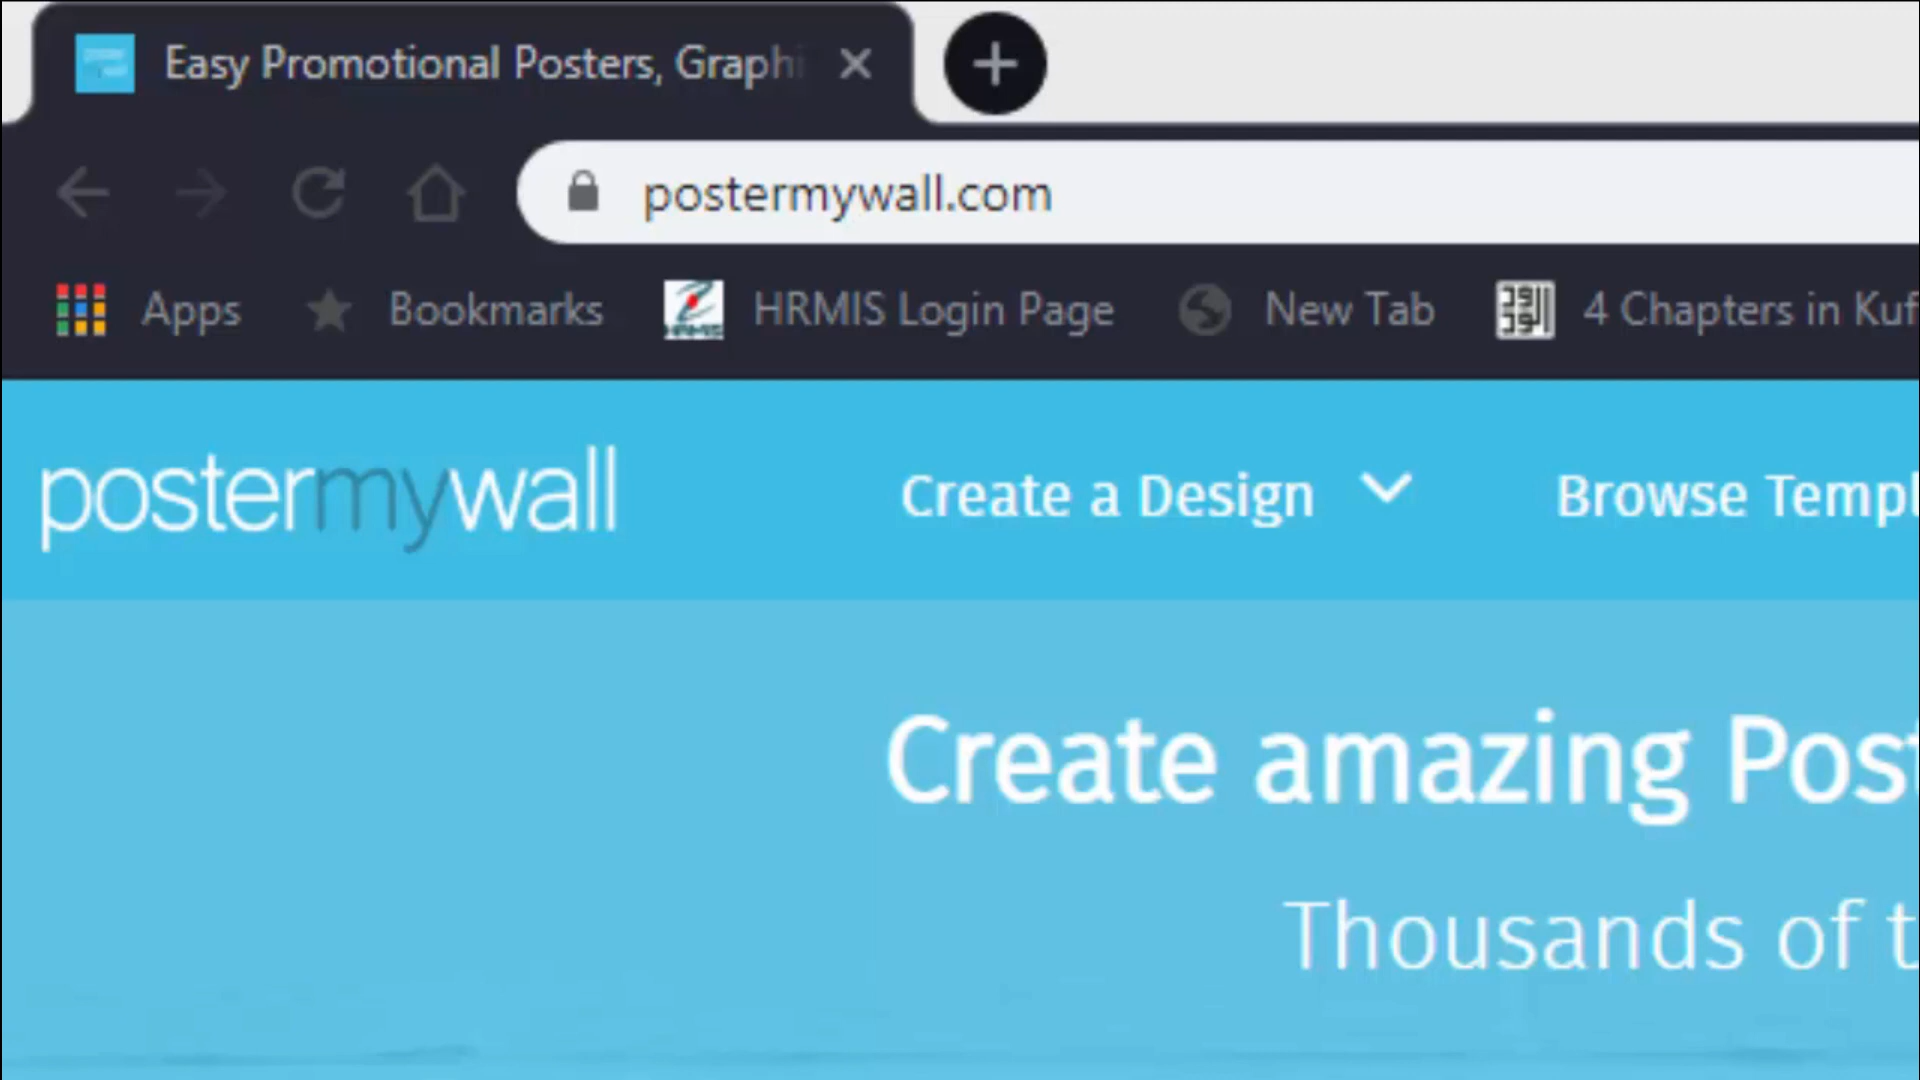 Easy Promotional Posters, Graphi
postermywall.com
Apps Bookmarks HRMIS Login Page New Tab 4 Chapters in Kuf
postermywall Create a Design Browse Templ
Create amazing Post
Thousands of t